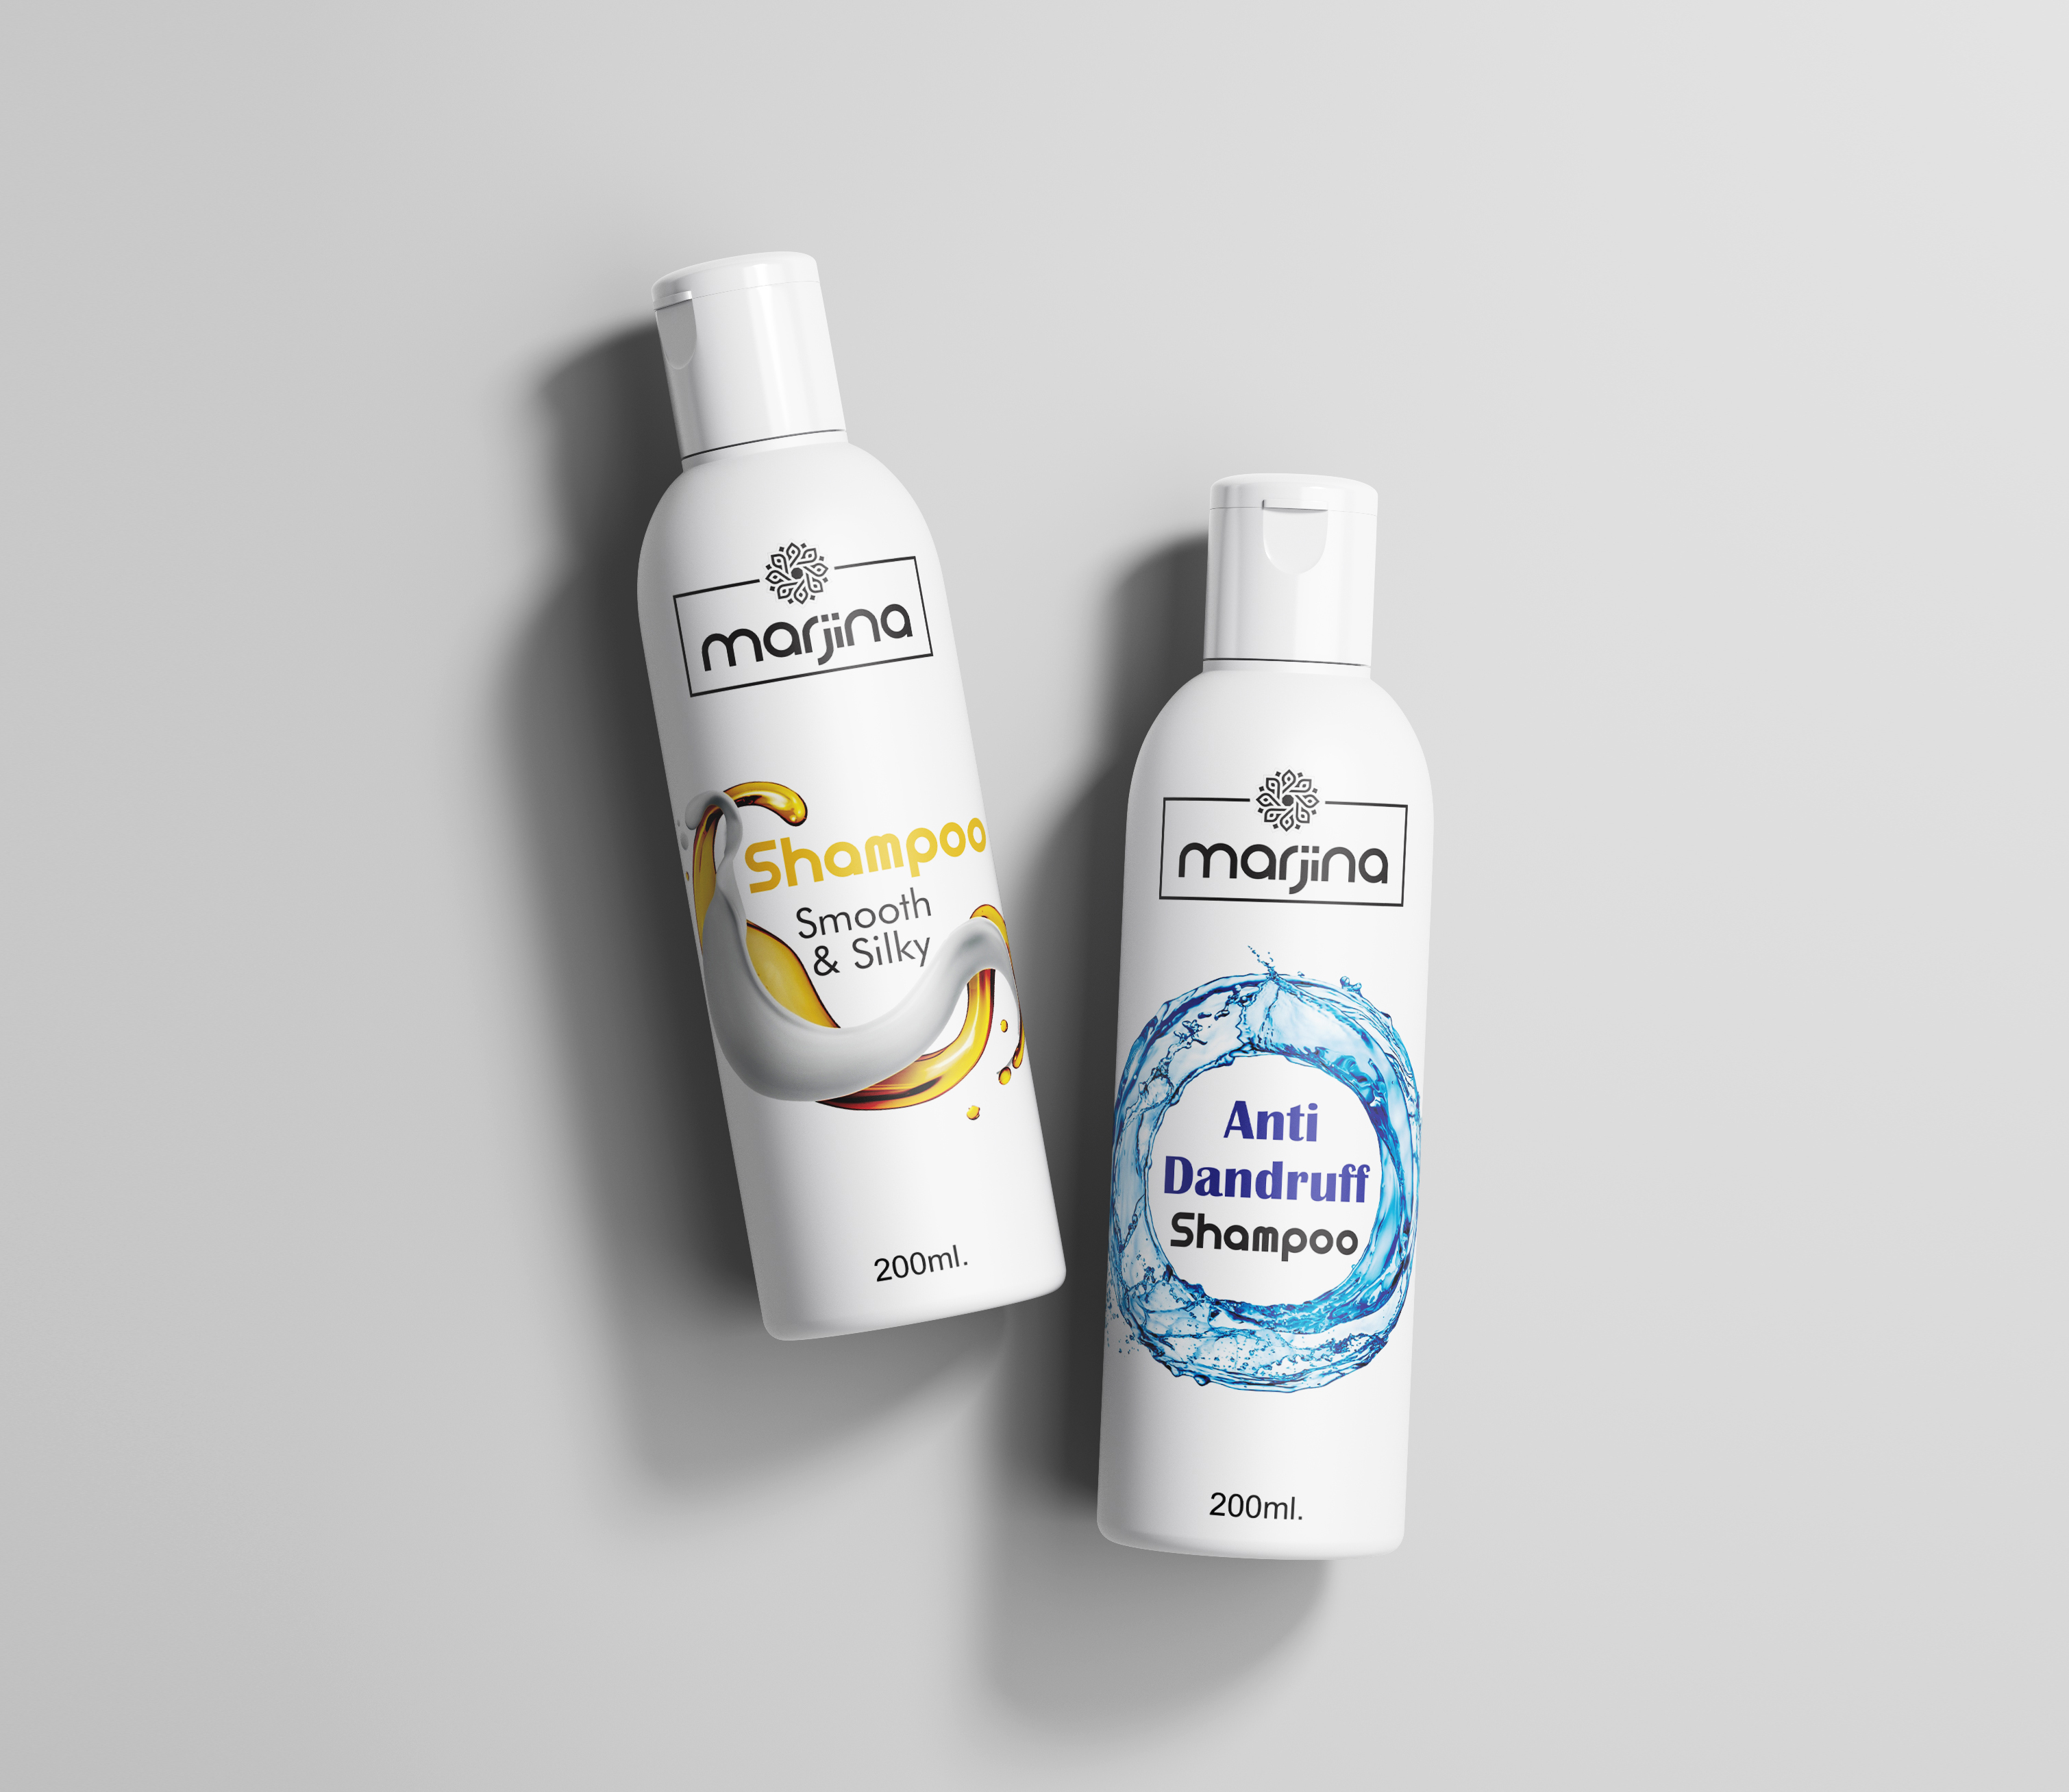 marjina
Shampoo
Smooth
& Silky
200ml.
marjina
Anti
Dandruff
Shampoo
200ml.